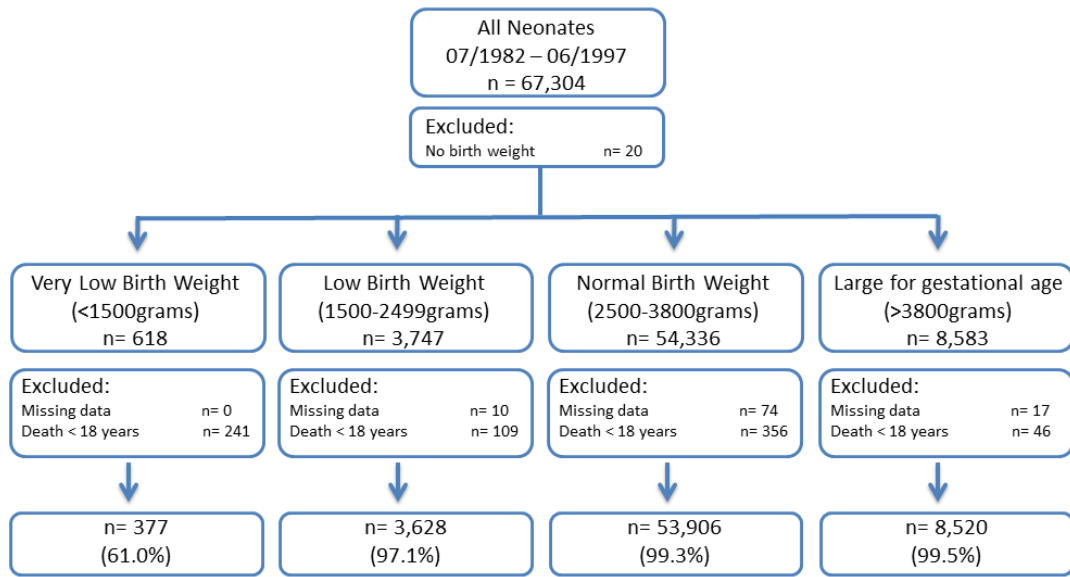 All Neonates
07/1982 – 06/1997
n = 67,304
Excluded:
No birth weight n= 20
Very Low Birth Weight
(<1500grams)
n= 618
Excluded:
Missing data n= 0
Death < 18 years n= 241
n= 377
(61.0%)
Low Birth Weight
(1500-2499grams)
n= 3,747
Excluded:
Missing data n= 10
Death < 18 years n= 109
n= 3,628
(97.1%)
Normal Birth Weight
(2500-3800grams)
n= 54,336
Excluded:
Missing data n= 74
Death < 18 years n= 356
n= 53,906
(99.3%)
Large for gestational age
(>3800grams)
n= 8,583
Excluded:
Missing data n= 17
Death < 18 years n= 46
n= 8,520
(99.5%)